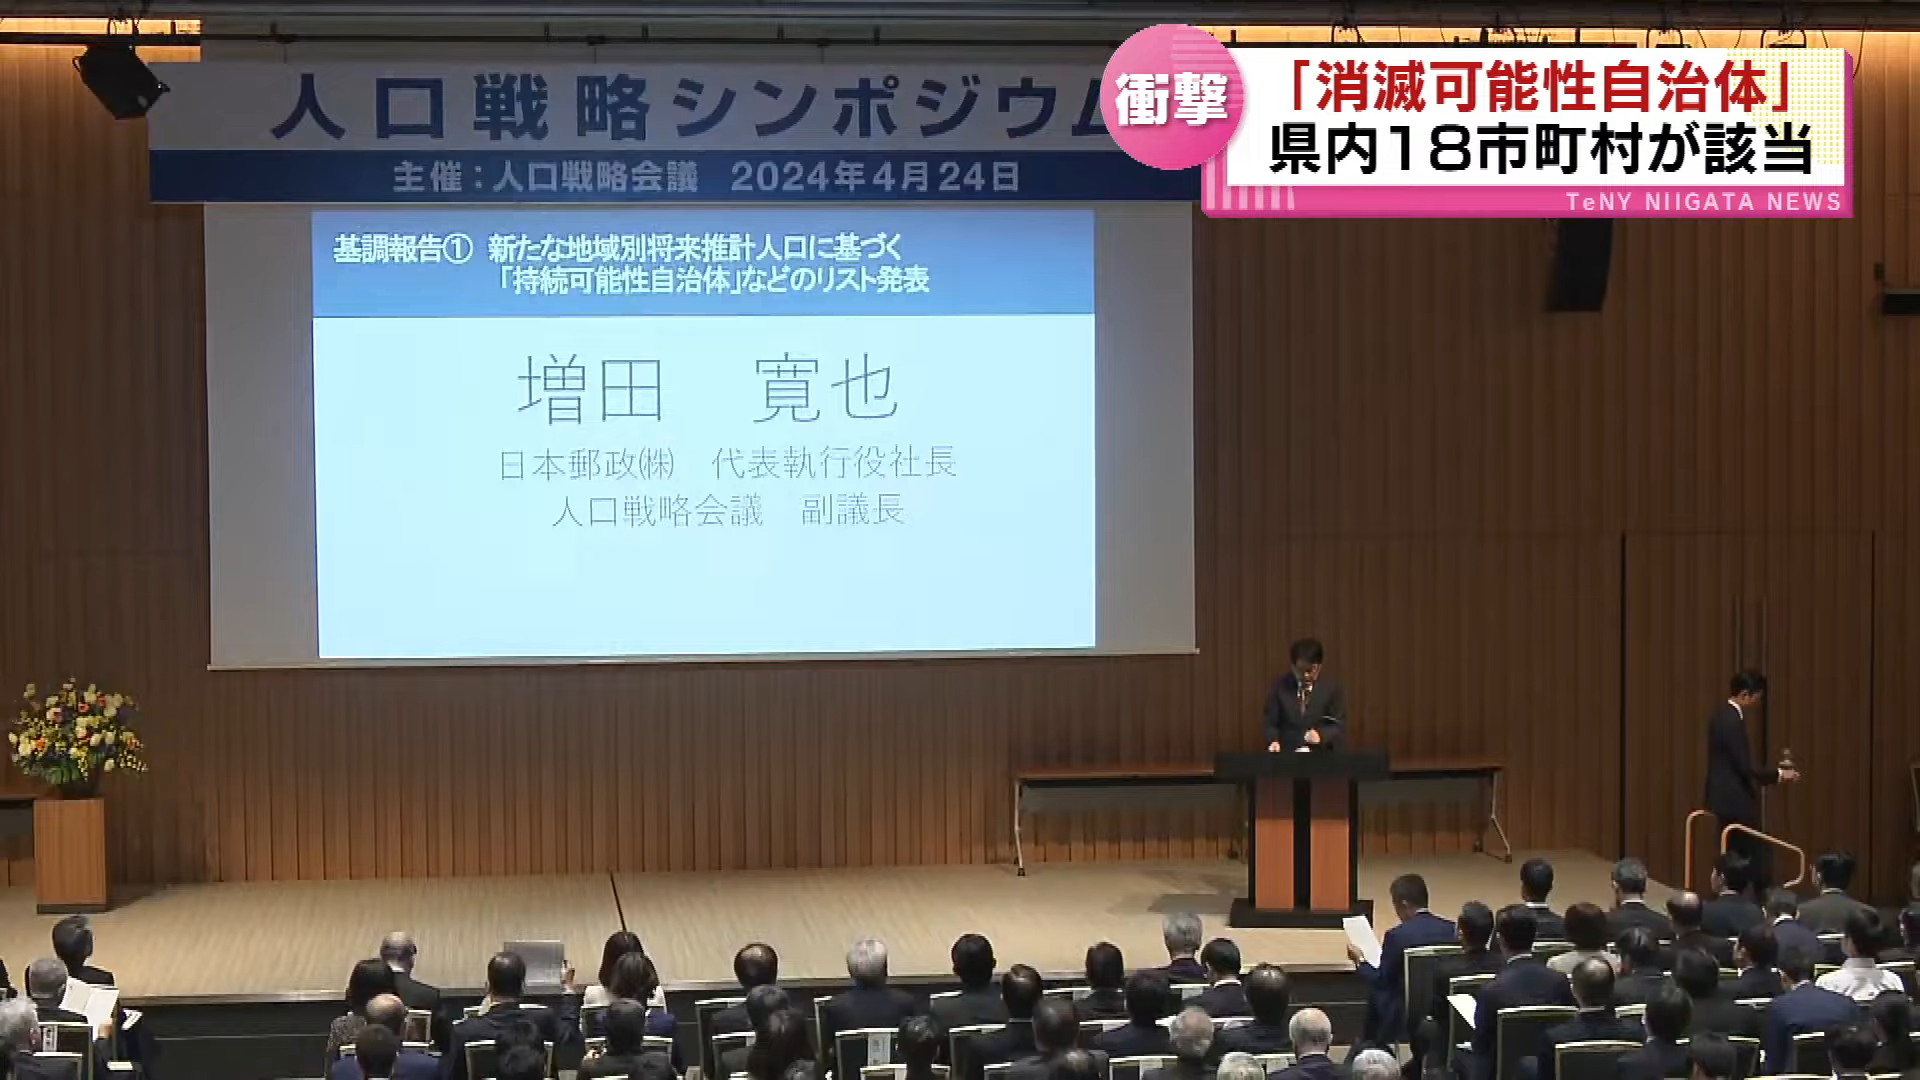 人口戦略シンポジウム
主催：人口戦略会議　2024年4月24日
衝撃
「消滅可能性自治体」
県内18市町村が該当
TeNY NIIGATA NEWS
基調報告①　新たな地域別将来推計人口に基づく
「持続可能性自治体」などのリスト発表
増田　寛也
日本郵政㈱　代表執行役社長
人口戦略会議　副議長